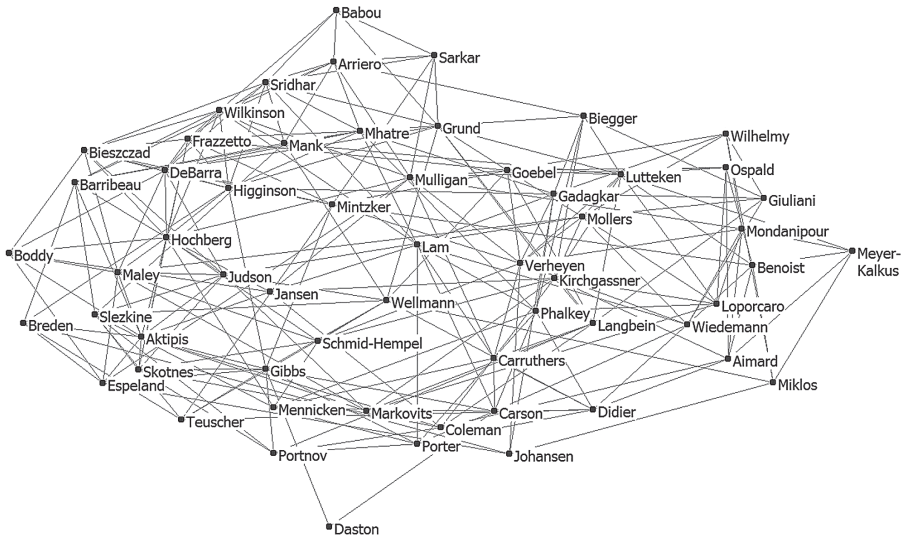 Babou
Sarkar
Arriero
Sridhar
Wilkinson
Biegger
Mhatre
Grund
Wilhelmy
Frazzetto
Mank
Bieszczad
DeBarra
Goebel
Lutteken
Ospald
Barribeau
Higginson
Mulligan
Gadagkar
Giuliani
Mintzker
Mollers
Mondanipour
Hochberg
Lam
Boddy
Meyer-
Kalkus
Maley
Judson
Verheyen
Benoist
Kirchgassner
Jansen
Wellmann
Loporcaro
Slezkine
Phalkey
Breden
Langbein
Wiedemann
Aktipis
Schmid-Hempel
Carruthers
Aimard
Skotnes
Gibbs
Espeland
Miklos
Mennicken
Markovits
Carson
Didier
Teuscher
Coleman
Porter
Portnov
Johansen
Daston